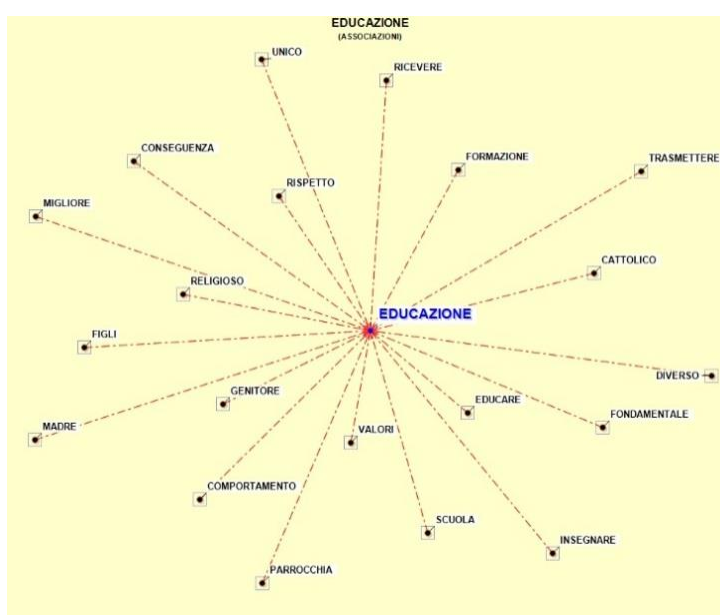 EDUCAZIONE
(ASSOCIAZIONI)
UNICO
RICEVERE
CONSEGUENZA
FORMAZIONE
TRASMETTERE
RISPETTO
MIGLIORE
CATTOLICO
RELIGIOSO
EDUCAZIONE
FIGLI
DIVERSO
GENITORE
EDUCARE
FONDAMENTALE
MADRE
VALORI
COMPORTAMENTO
SCUOLA
INSEGNARE
PARROCCHIA